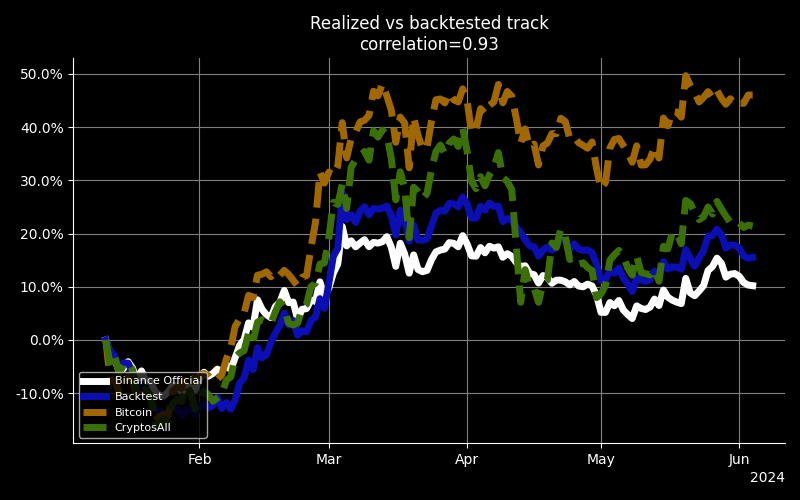 Realized vs backtested track
correlation=0.93
50.0%
40.0%
30.0%
20.0%
10.0%
0.0%
-10.0%
Binance Official
Backtest
Bitcoin
CryptosAll
Feb Mar Apr May Jun
2024